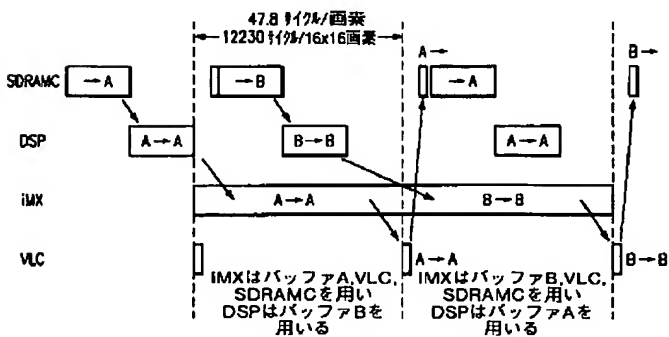 47.8 ｻｲｸﾙ/画素
12230 ｻｲｸﾙ/16x16画素
A→
B→
SDRAMC
→A
→B
→A
DSP
A→A
B→B
A→A
iMX
A→A
B→B
VLC
A→A
B→B
iMXはバッファA,VLC,
SDRAMCを用い
DSPはバッファBを
用いる
iMXはバッファB,VLC,
SDRAMCを用い
DSPはバッファAを
用いる